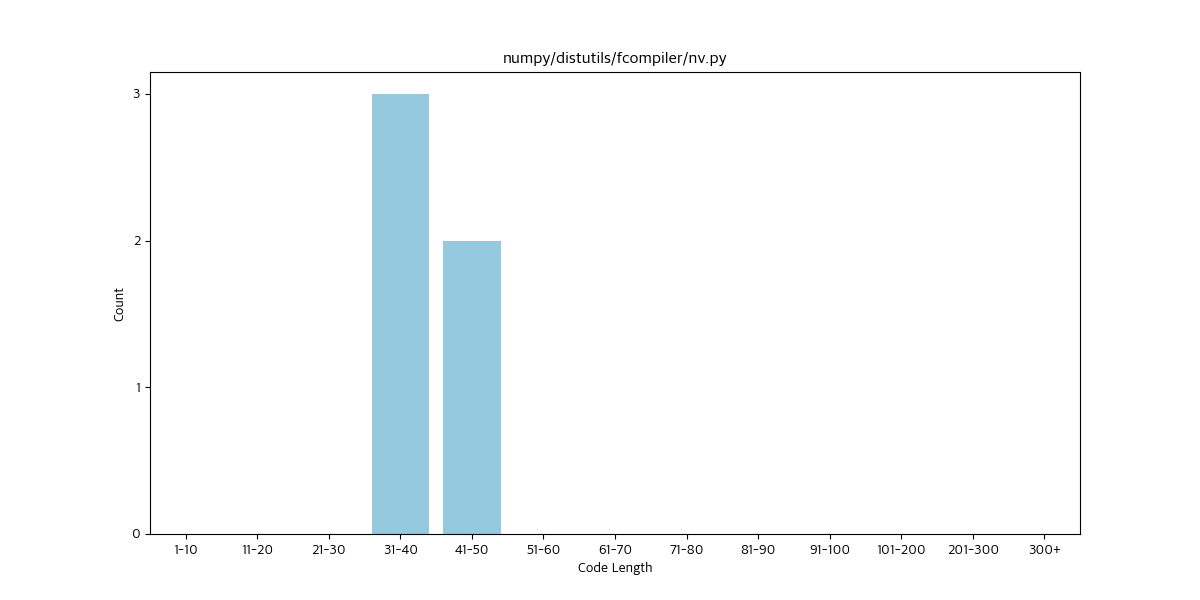 numpy/distutils/fcompiler/nv.py
3
2
1
0
Count
1-10 11-20 21-30 31-40 41-50 51-60 61-70 71-80 81-90 91-100 101-200 201-300 300+
Code Length